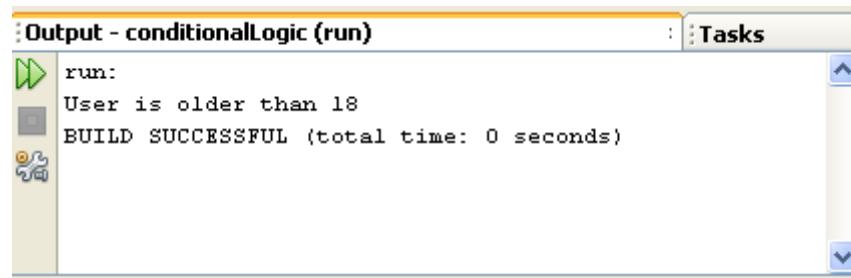 Output - conditionalLogic (run)
Tasks
run:
User is older than 18
BUILD SUCCESSFUL (total time: 0 seconds)